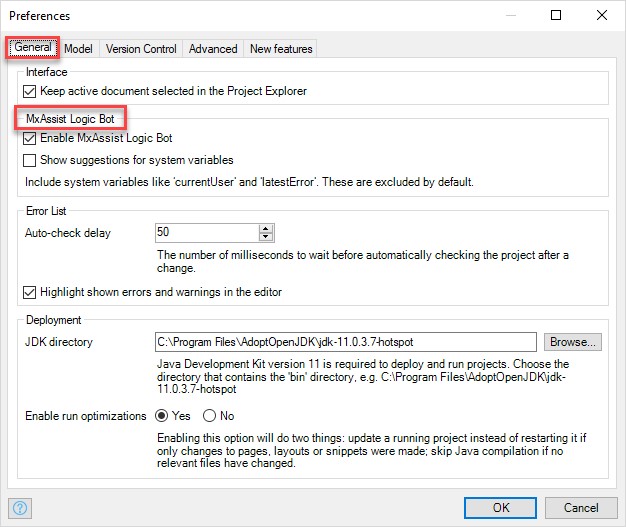 Preferences
General Model Version Control Advanced New features
Interface
Keep active document selected in the Project Explorer
MxAssist Logic Bot
Enable MxAssist Logic Bot
Show suggestions for system variables
Include system variables like 'currentUser' and 'latestError'. These are excluded by default.
Error List
Auto-check delay 50
The number of milliseconds to wait before automatically checking the project after a
change.
Highlight shown errors and warnings in the editor
Deployment
JDK directory C:\Program Files\AdoptOpenJDK\jdk-11.0.3.7-hotspot Browse...
Java Development Kit version 11 is required to deploy and run projects. Choose the
directory that contains the 'bin' directory, e.g. C:\Program Files\AdoptOpenJDK\jdk-
11.0.3.7-hotspot
Enable run optimizations Yes No
Enabling this option will do two things: update a running project instead of restarting it if
only changes to pages, layouts or snippets were made; skip Java compilation if no
relevant files have changed.
? OK Cancel